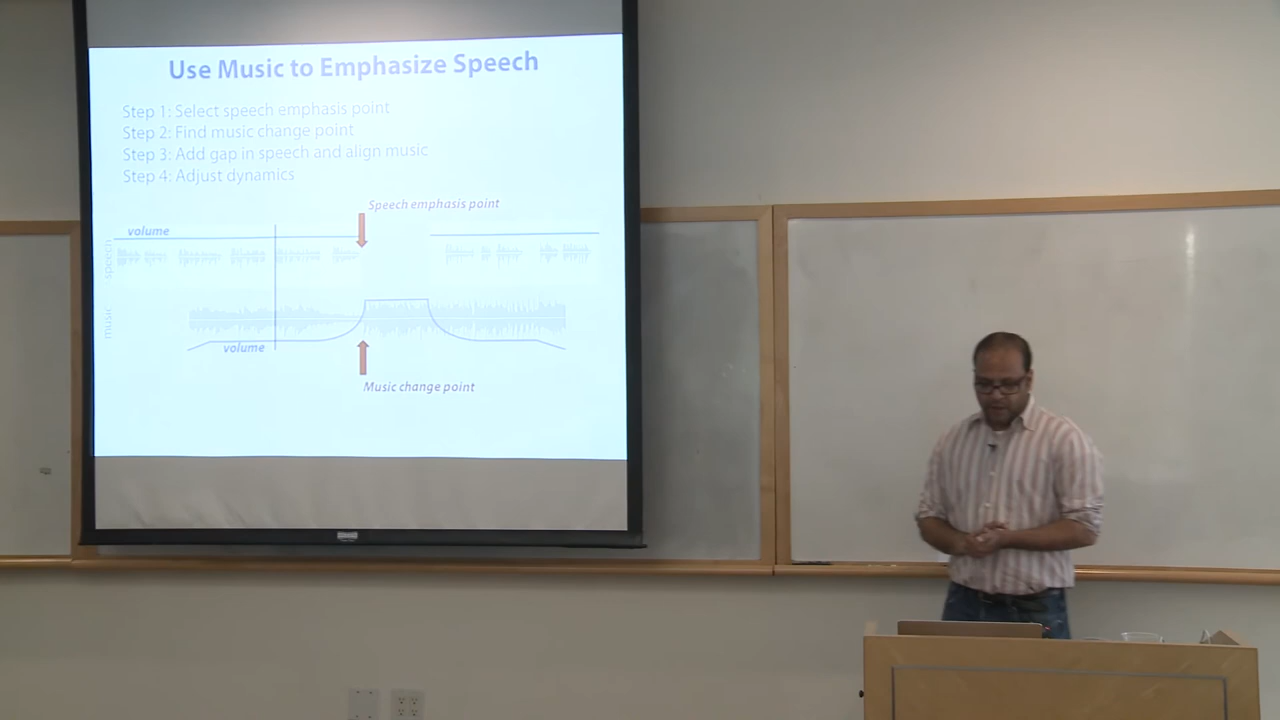 Use Music to Emphasize Speech
Step 1: Select speech emphasis point
Step 2: Find music change point
Step 3: Add gap in speech and align music
Step 4: Adjust dynamics
Speech emphasis point
volume
speech
music
volume
Music change point